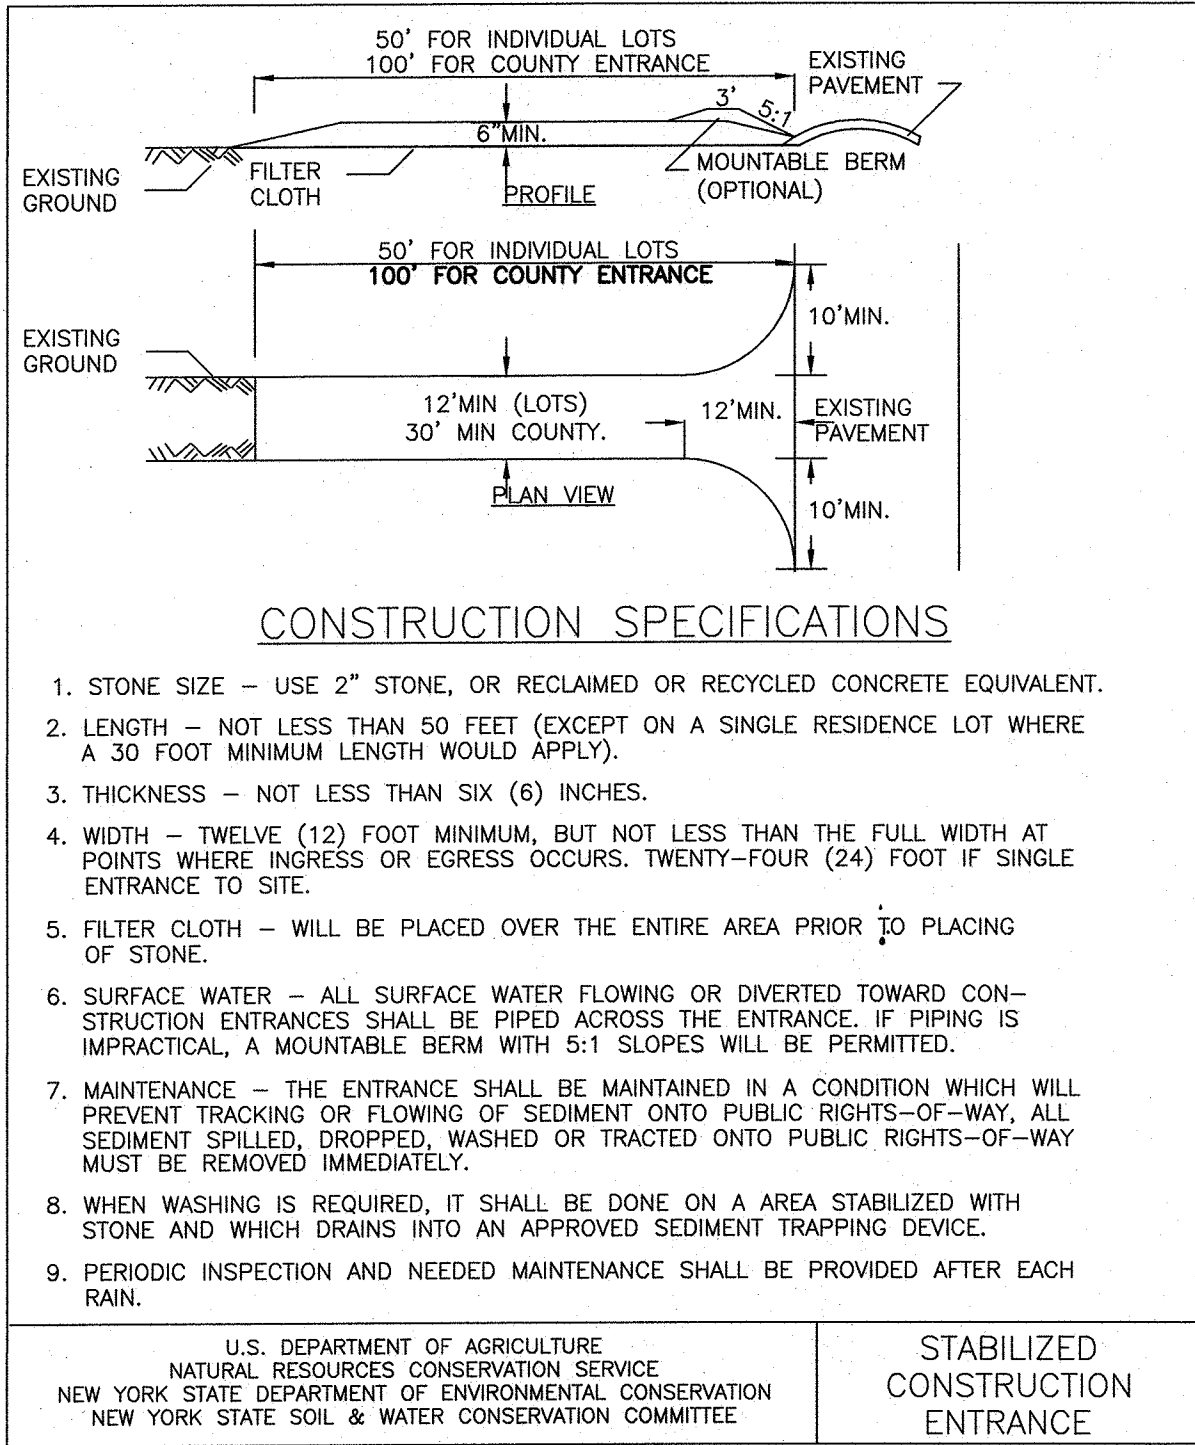 50' FOR INDIVIDUAL LOTS
100' FOR COUNTY ENTRANCE
EXISTING
PAVEMENT
3'
5:1
6"MIN.
EXISTING
GROUND
FILTER
CLOTH
PROFILE
MOUNTABLE BERM
(OPTIONAL)
50' FOR INDIVIDUAL LOTS
100' FOR COUNTY ENTRANCE
10'MIN.
EXISTING
GROUND
12'MIN (LOTS)
30' MIN COUNTY.
12'MIN.
EXISTING
PAVEMENT
PLAN VIEW
10'MIN.
CONSTRUCTION SPECIFICATIONS
1. STONE SIZE – USE 2" STONE, OR RECLAIMED OR RECYCLED CONCRETE EQUIVALENT.
2. LENGTH – NOT LESS THAN 50 FEET (EXCEPT ON A SINGLE RESIDENCE LOT WHERE
A 30 FOOT MINIMUM LENGTH WOULD APPLY).
3. THICKNESS – NOT LESS THAN SIX (6) INCHES.
4. WIDTH – TWELVE (12) FOOT MINIMUM, BUT NOT LESS THAN THE FULL WIDTH AT
POINTS WHERE INGRESS OR EGRESS OCCURS. TWENTY–FOUR (24) FOOT IF SINGLE
ENTRANCE TO SITE.
5. FILTER CLOTH – WILL BE PLACED OVER THE ENTIRE AREA PRIOR TO PLACING
OF STONE.
6. SURFACE WATER – ALL SURFACE WATER FLOWING OR DIVERTED TOWARD CON–
STRUCTION ENTRANCES SHALL BE PIPED ACROSS THE ENTRANCE. IF PIPING IS
IMPRACTICAL, A MOUNTABLE BERM WITH 5:1 SLOPES WILL BE PERMITTED.
7. MAINTENANCE – THE ENTRANCE SHALL BE MAINTAINED IN A CONDITION WHICH WILL
PREVENT TRACKING OR FLOWING OF SEDIMENT ONTO PUBLIC RIGHTS–OF–WAY, ALL
SEDIMENT SPILLED, DROPPED, WASHED OR TRACTED ONTO PUBLIC RIGHTS–OF–WAY
MUST BE REMOVED IMMEDIATELY.
8. WHEN WASHING IS REQUIRED, IT SHALL BE DONE ON A AREA STABILIZED WITH
STONE AND WHICH DRAINS INTO AN APPROVED SEDIMENT TRAPPING DEVICE.
9. PERIODIC INSPECTION AND NEEDED MAINTENANCE SHALL BE PROVIDED AFTER EACH
RAIN.
U.S. DEPARTMENT OF AGRICULTURE
NATURAL RESOURCES CONSERVATION SERVICE
NEW YORK STATE DEPARTMENT OF ENVIRONMENTAL CONSERVATION
NEW YORK STATE SOIL & WATER CONSERVATION COMMITTEE
STABILIZED
CONSTRUCTION
ENTRANCE